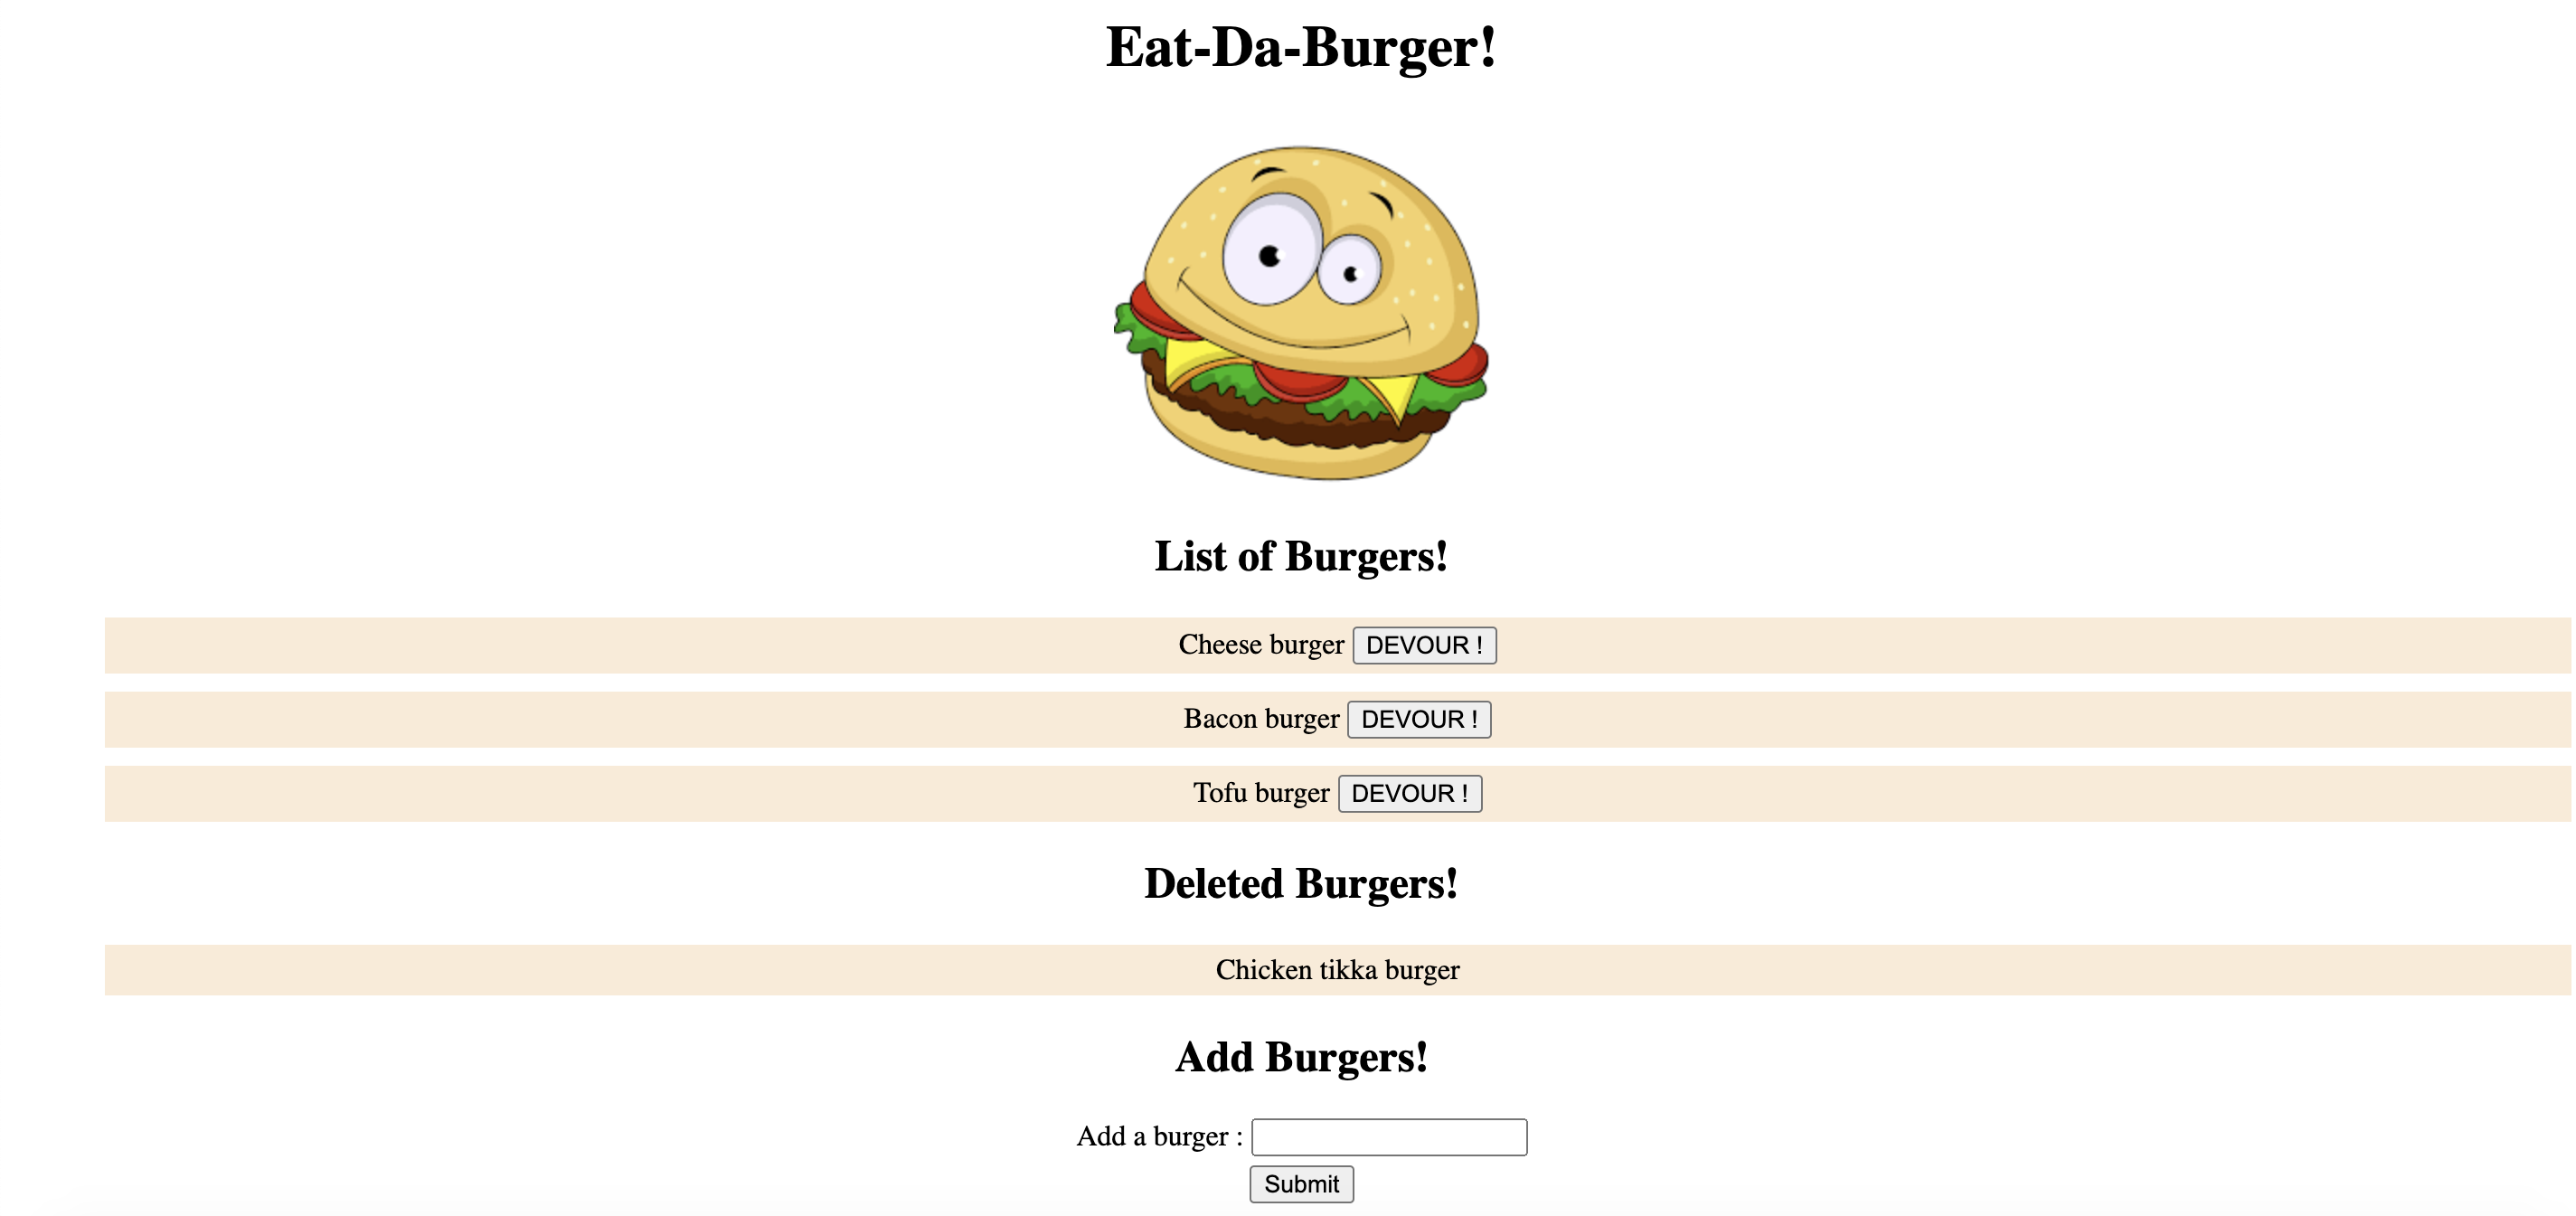 Eat-Da-Burger!
List of Burgers!
Cheese burger DEVOUR !
Bacon burger DEVOUR !
Tofu burger DEVOUR !
Deleted Burgers!
Chicken tikka burger
Add Burgers!
Add a burger :
Submit